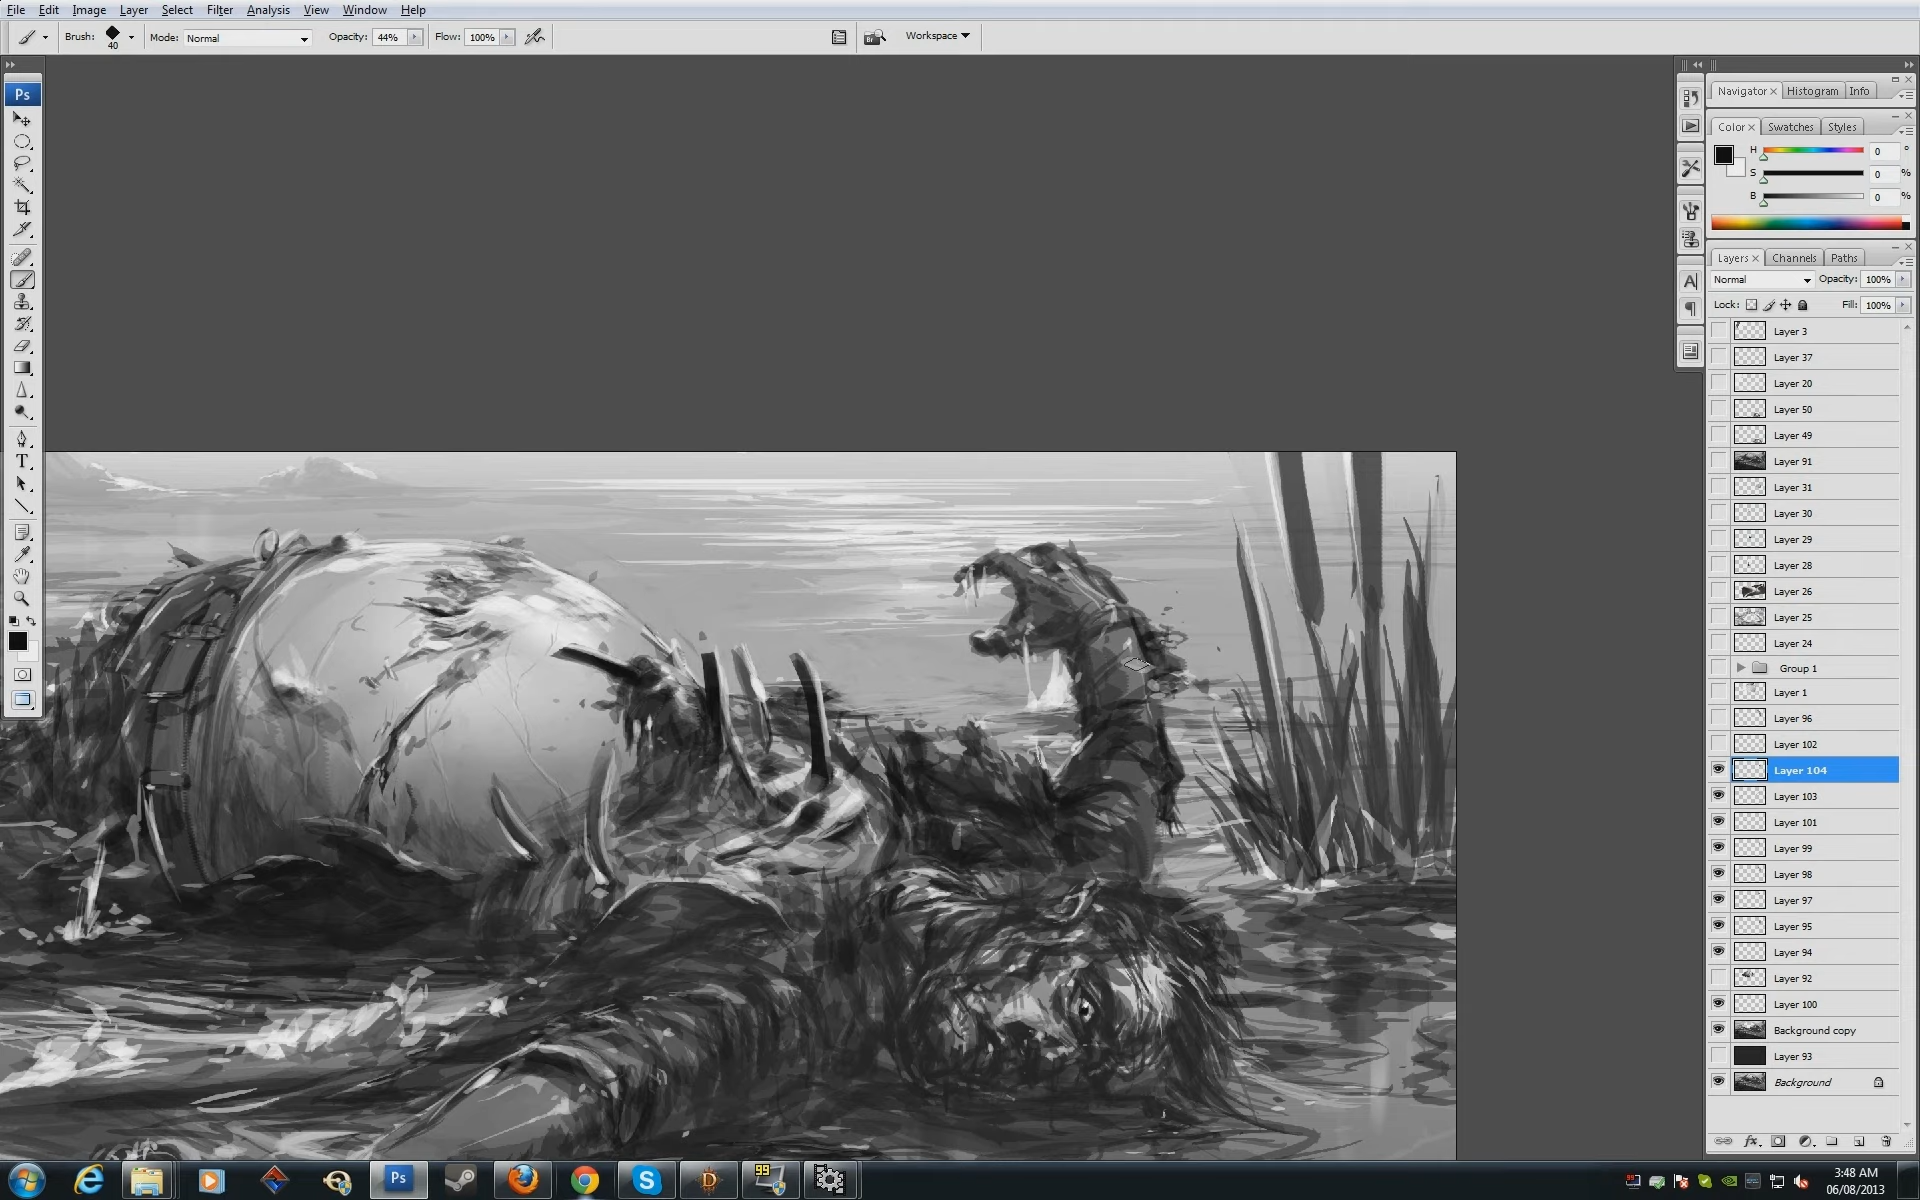 File Edit Image Layer Select Filter Analysis View Window Help
Brush: 40 Mode: Normal Opacity: 44% Flow: 100% Workspace
Ps
Navigator Histogram Info
Color Swatches Styles
H 0 °
S 0 %
B 0 %
Layers Channels Paths
Normal Opacity: 100%
Lock: Fill: 100%
Layer 3
Layer 37
Layer 20
Layer 50
Layer 49
Layer 91
Layer 31
Layer 30
Layer 29
Layer 28
Layer 26
Layer 25
Layer 24
Group 1
Layer 1
Layer 96
Layer 102
Layer 104
Layer 103
Layer 101
Layer 99
Layer 98
Layer 97
Layer 95
Layer 94
Layer 92
Layer 100
Background copy
Layer 93
Background
Ps
99
3:48 AM
06/08/2013